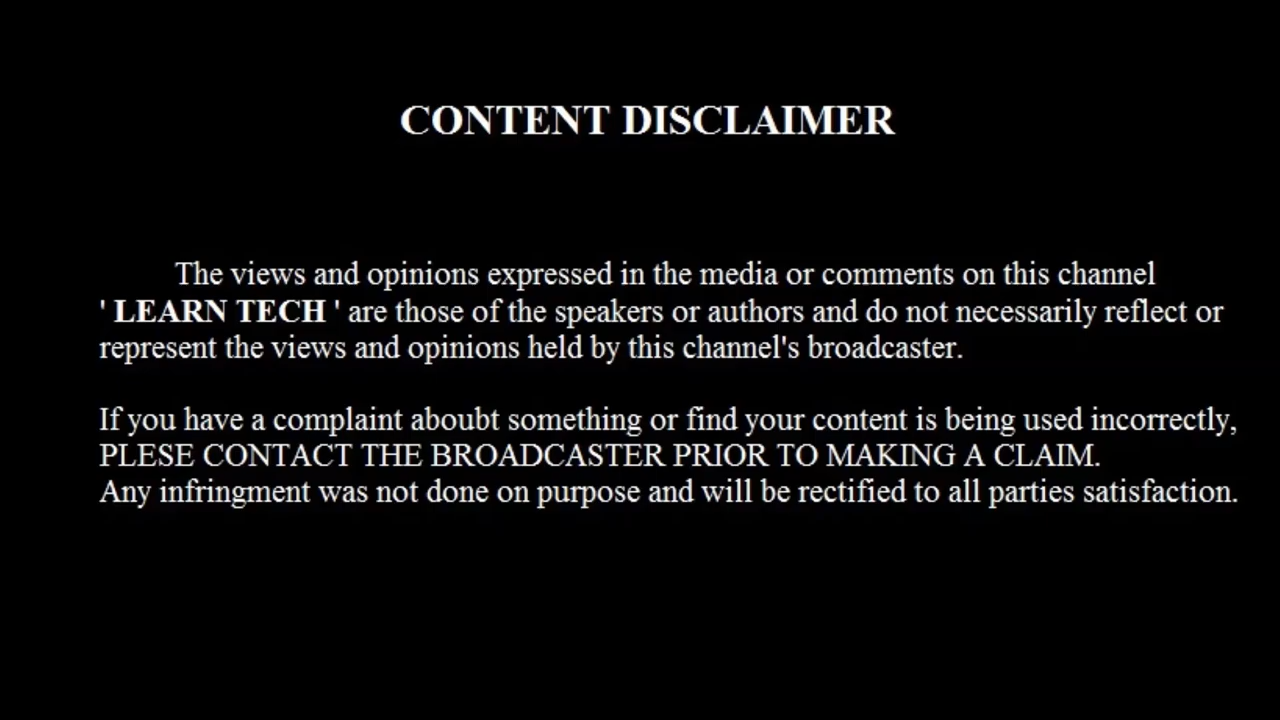 CONTENT DISCLAIMER
The views and opinions expressed in the media or comments on this channel
' LEARN TECH ' are those of the speakers or authors and do not necessarily reflect or
represent the views and opinions held by this channel's broadcaster.
If you have a complaint aboubt something or find your content is being used incorrectly,
PLESE CONTACT THE BROADCASTER PRIOR TO MAKING A CLAIM.
Any infringment was not done on purpose and will be rectified to all parties satisfaction.